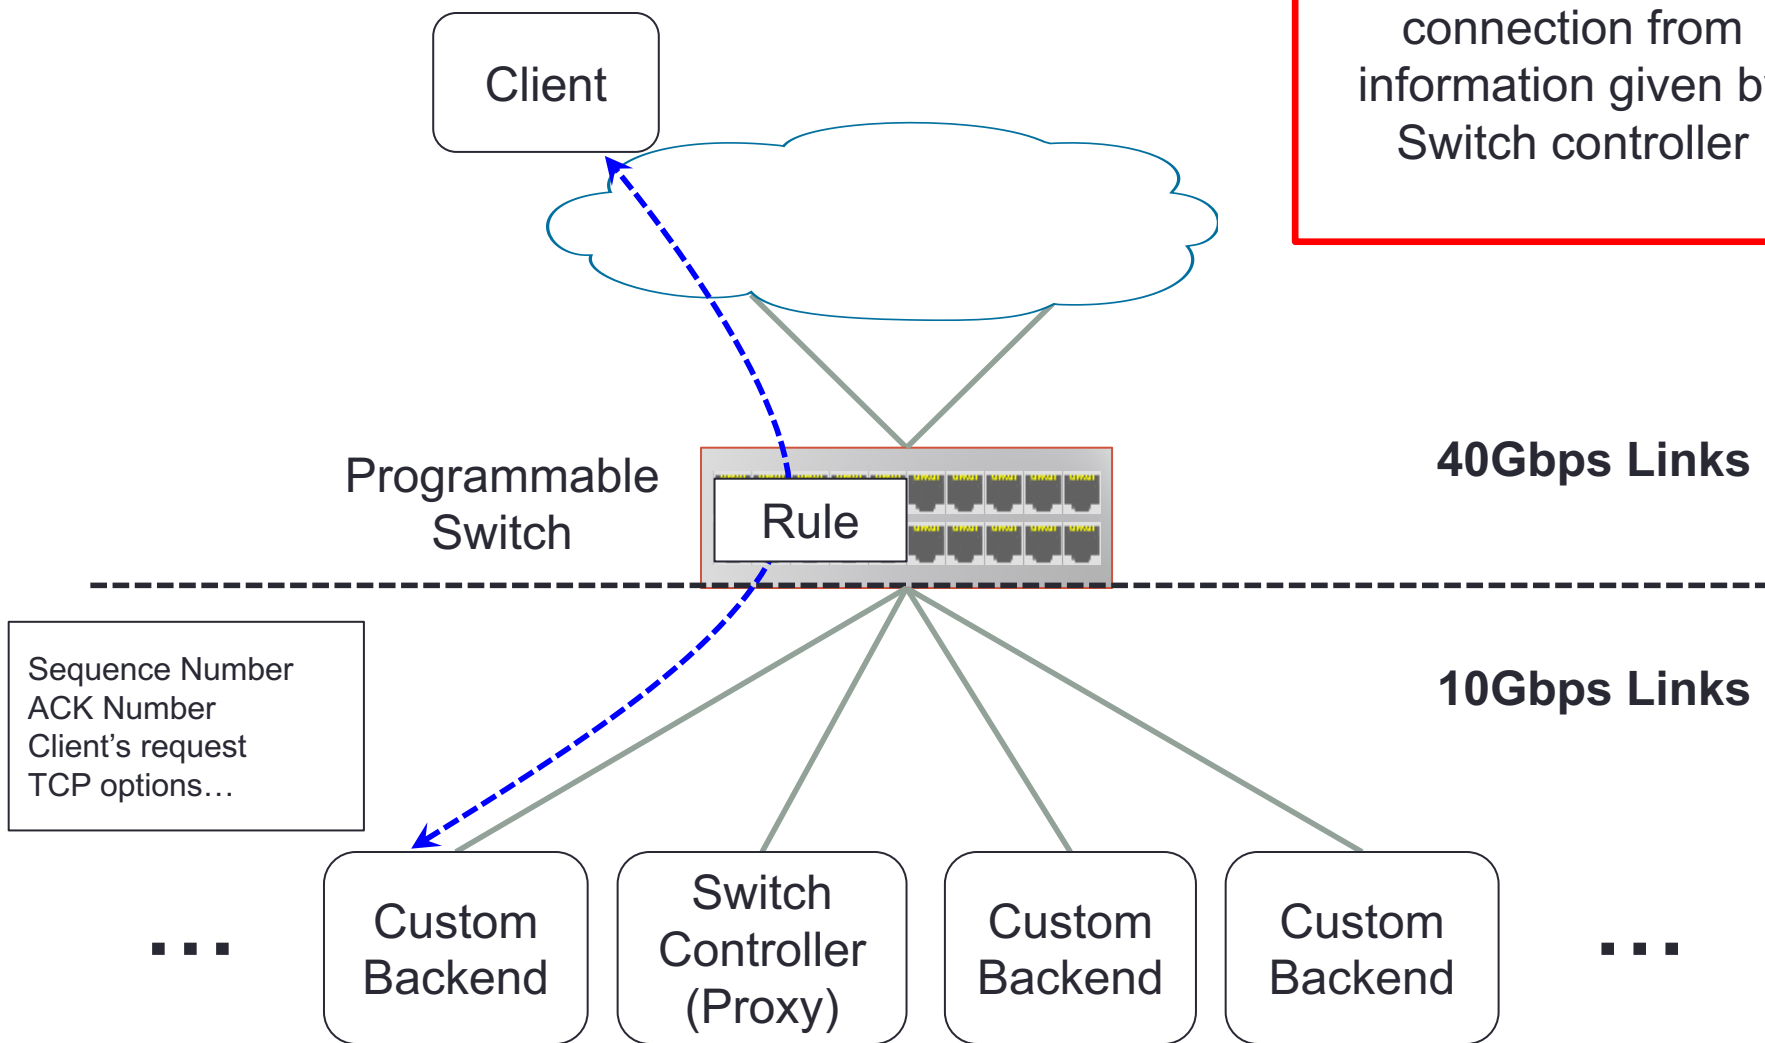 connection from
information given
Switch controller
Client
Programmable
Switch
Rule
40Gbps Links
10Gbps Links
Sequence Number
ACK Number
Client’s request
TCP options…
...
Custom
Backend
Switch
Controller
(Proxy)
Custom
Backend
Custom
Backend
...